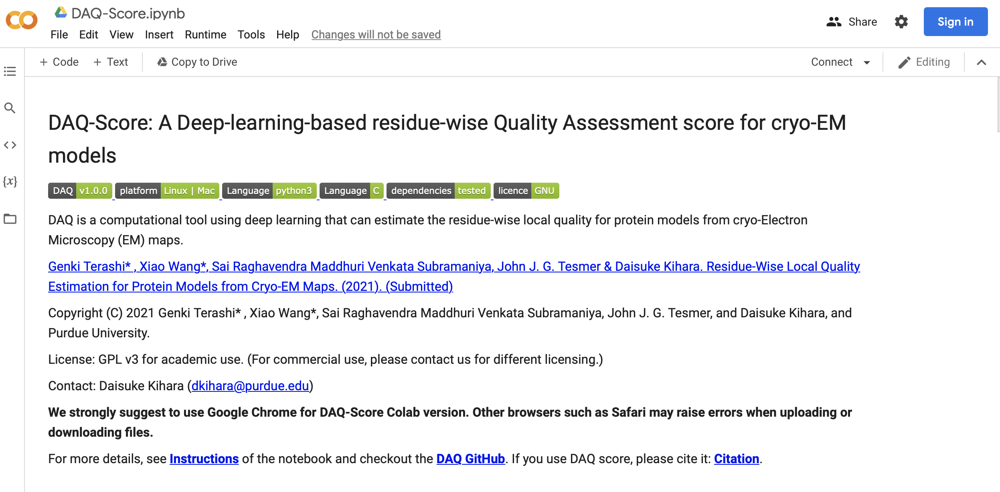 DAQ-Score.ipynb
File Edit View Insert Runtime Tools Help Changes will not be saved
Share
Sign in
+ Code + Text Copy to Drive
Connect
Editing
{x}
DAQ-Score: A Deep-learning-based residue-wise Quality Assessment score for cryo-EM
models
DAQ v1.0.0 platform Linux | Mac Language python3 Language C dependencies tested licence GNU
DAQ is a computational tool using deep learning that can estimate the residue-wise local quality for protein models from cryo-Electron
Microscopy (EM) maps.
Genki Terashi* , Xiao Wang*, Sai Raghavendra Maddhuri Venkata Subramaniya, John J. G. Tesmer & Daisuke Kihara. Residue-Wise Local Quality
Estimation for Protein Models from Cryo-EM Maps. (2021). (Submitted)
Copyright (C) 2021 Genki Terashi* , Xiao Wang*, Sai Raghavendra Maddhuri Venkata Subramaniya, John J. G. Tesmer, and Daisuke Kihara, and
Purdue University.
License: GPL v3 for academic use. (For commercial use, please contact us for different licensing.)
Contact: Daisuke Kihara (dkihara@purdue.edu)
We strongly suggest to use Google Chrome for DAQ-Score Colab version. Other browsers such as Safari may raise errors when uploading or
downloading files.
For more details, see Instructions of the notebook and checkout the DAQ GitHub. If you use DAQ score, please cite it: Citation.